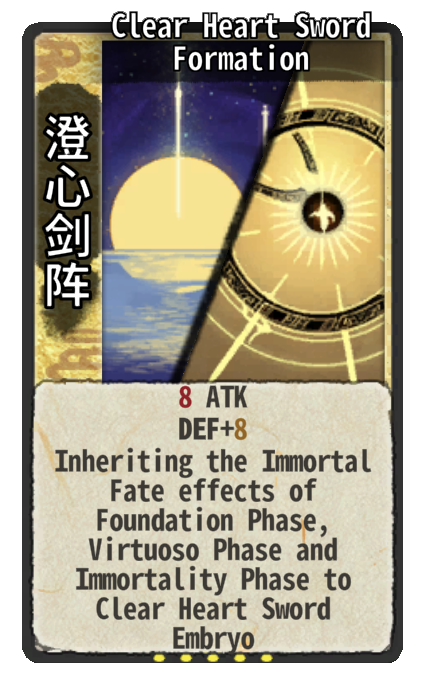 Clear Heart Sword
Formation
澄心剑阵
8 ATK
DEF+8
Inheriting the Immortal
Fate effects of
Foundation Phase,
Virtuoso Phase and
Immortality Phase to
Clear Heart Sword
Embryo